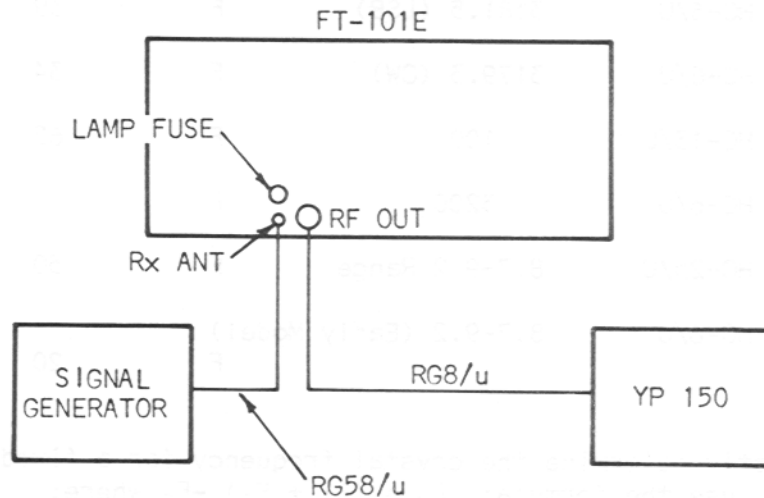 FT-101E
LAMP FUSE
RF OUT
Rx ANT
SIGNAL
GENERATOR
RG8/u
YP 150
RG58/u